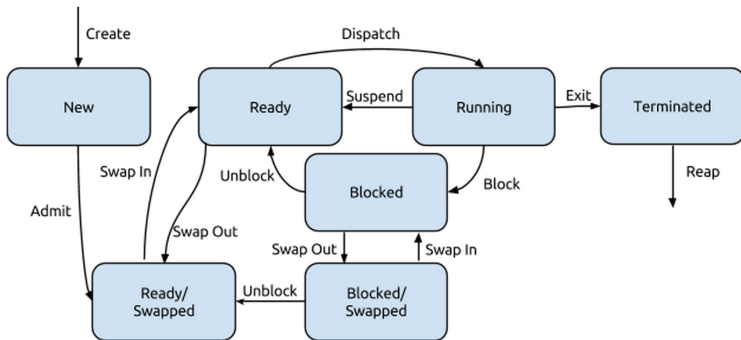 Create
Dispatch
New
Ready
Suspend
Running
Exit
Terminated
Swap In
Unblock
Blocked
Block
Reap
Admit
Swap Out
Swap Out
Swap In
Ready/
Swapped
Unblock
Blocked/
Swapped